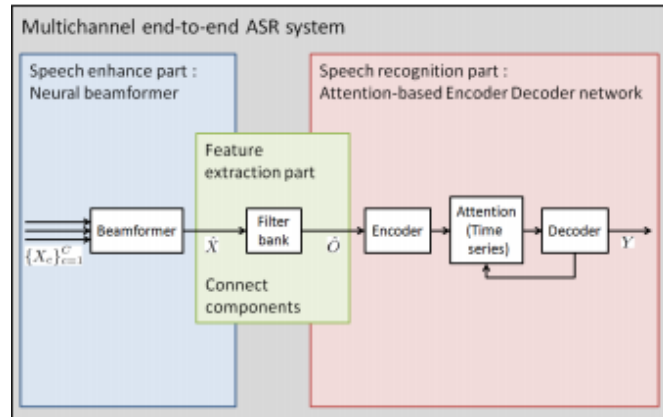 Multichannel end-to-end ASR system
Speech enhance part :
Neural beamformer
Speech recognition part :
Attention-based Encoder Decoder network
Feature
extraction part
Beamformer
Filter
bank
Encoder
Attention
(Time
series)
Decoder
{X_c}_{c=1}^C
X̂
Ô
Y
Connect
components